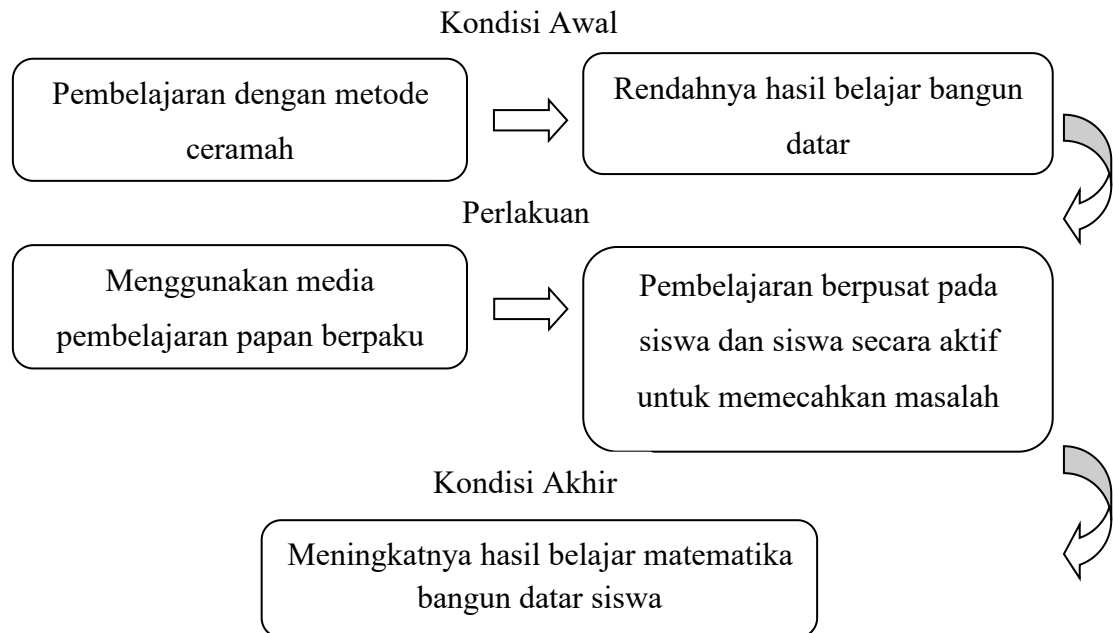 Kondisi Awal
Pembelajaran dengan metode
ceramah
Rendahnya hasil belajar bangun
datar
Perlakuan
Menggunakan media
pembelajaran papan berpaku
Pembelajaran berpusat pada
siswa dan siswa secara aktif
untuk memecahkan masalah
Kondisi Akhir
Meningkatnya hasil belajar matematika
bangun datar siswa